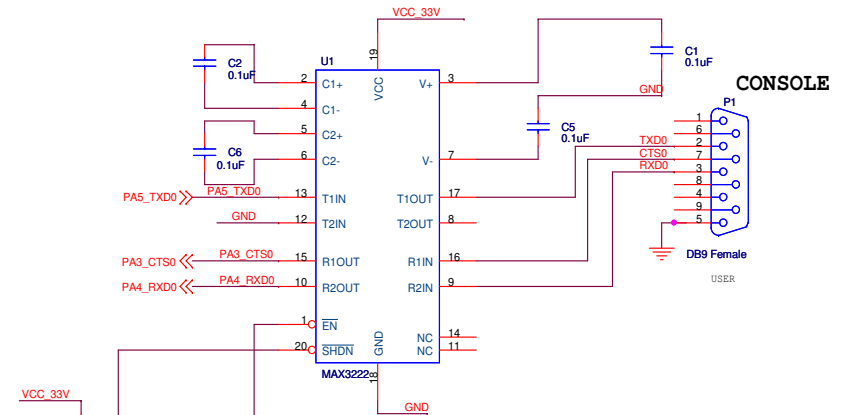 VCC_33V
U1
19
C2
0.1uF
C1
0.1uF
2
C1+
VCC
V+
3
CONSOLE
GND
P1
4
C1-
5
C2+
C5
0.1uF
1
6
TXD0
2
C6
0.1uF
6
C2-
V-
7
CTS0
7
RXD0
3
8
PA5_TXD0
PA5_TXD0
13
T1IN
T1OUT
17
4
9
GND
12
T2IN
T2OUT
8
5
PA3_CTS0
PA3_CTS0
15
R1OUT
R1IN
16
DB9 Female
USER
PA4_RXD0
PA4_RXD0
10
R2OUT
R2IN
9
1
EN
20
SHDN
GND
NC
14
NC
11
MAX3222
18
VCC_33V
GND